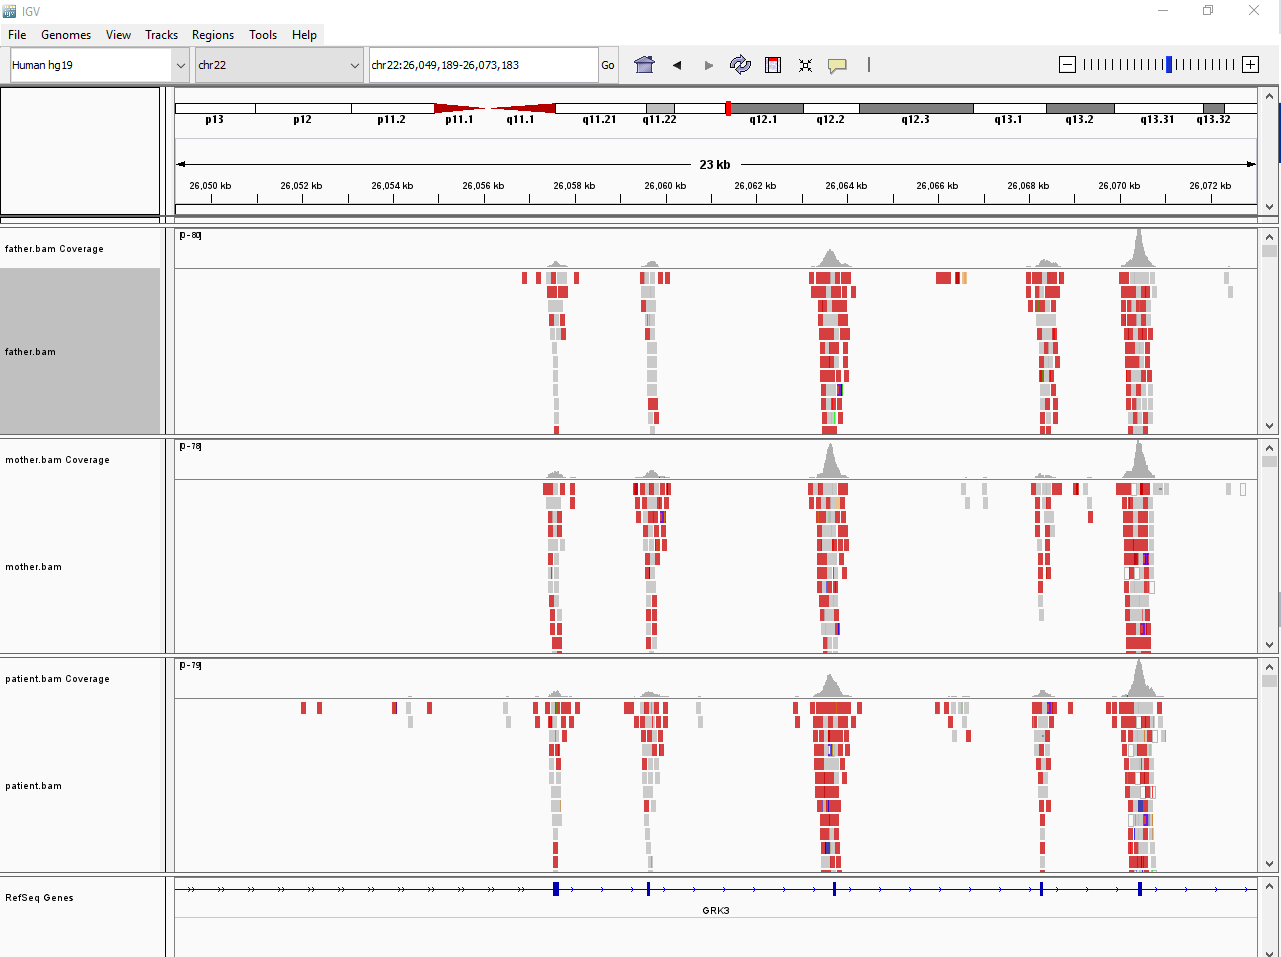 IGV
File Genomes View Tracks Regions Tools Help
Human hg19 chr22 chr22:26,049,189-26,073,183 Go
p13 p12 p11.2 p11.1 q11.1 q11.21 q11.22 q12.1 q12.2 q12.3 q13.1 q13.2 q13.31 q13.32
23 kb
26,050 kb 26,052 kb 26,054 kb 26,056 kb 26,058 kb 26,060 kb 26,062 kb 26,064 kb 26,066 kb 26,068 kb 26,070 kb 26,072 kb
[0-80]
father.bam Coverage
father.bam
[0-78]
mother.bam Coverage
mother.bam
[0-79]
patient.bam Coverage
patient.bam
RefSeq Genes
GRK3